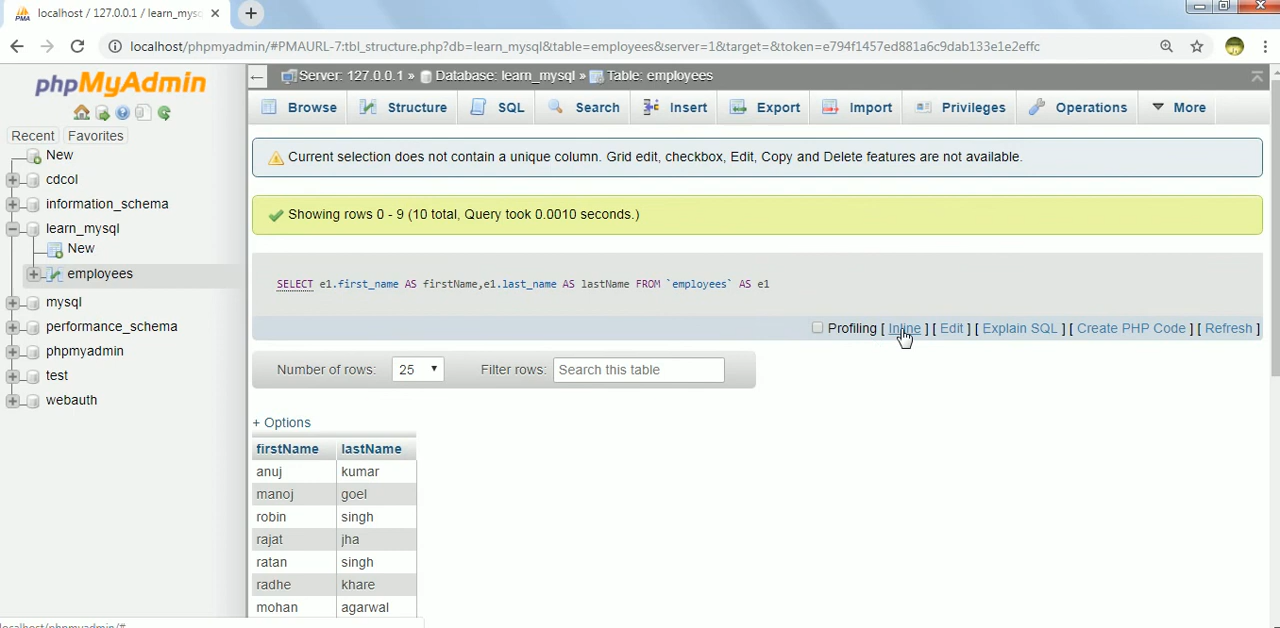 localhost / 127.0.0.1 / learn_mysq
localhost/phpmyadmin/#PMAURL-7:tbl_structure.php?db=learn_mysql&table=employees&server=1&target=&token=e794f1457ed881a6c9dab133e1e2effc
phpMyAdmin
Recent Favorites
New
cdcol
information_schema
learn_mysql
New
employees
mysql
performance_schema
phpmyadmin
test
webauth
Server: 127.0.0.1 » Database: learn_mysql » Table: employees
Browse Structure SQL Search Insert Export Import Privileges Operations More
Current selection does not contain a unique column. Grid edit, checkbox, Edit, Copy and Delete features are not available.
Showing rows 0 - 9 (10 total, Query took 0.0010 seconds.)
SELECT e1.first_name AS firstName,e1.last_name AS lastName FROM `employees` AS e1
Profiling [ Inline ] [ Edit ] [ Explain SQL ] [ Create PHP Code ] [ Refresh ]
Number of rows: 25 Filter rows: Search this table
+ Options
firstName lastName
anuj kumar
manoj goel
robin singh
rajat jha
ratan singh
radhe khare
mohan agarwal